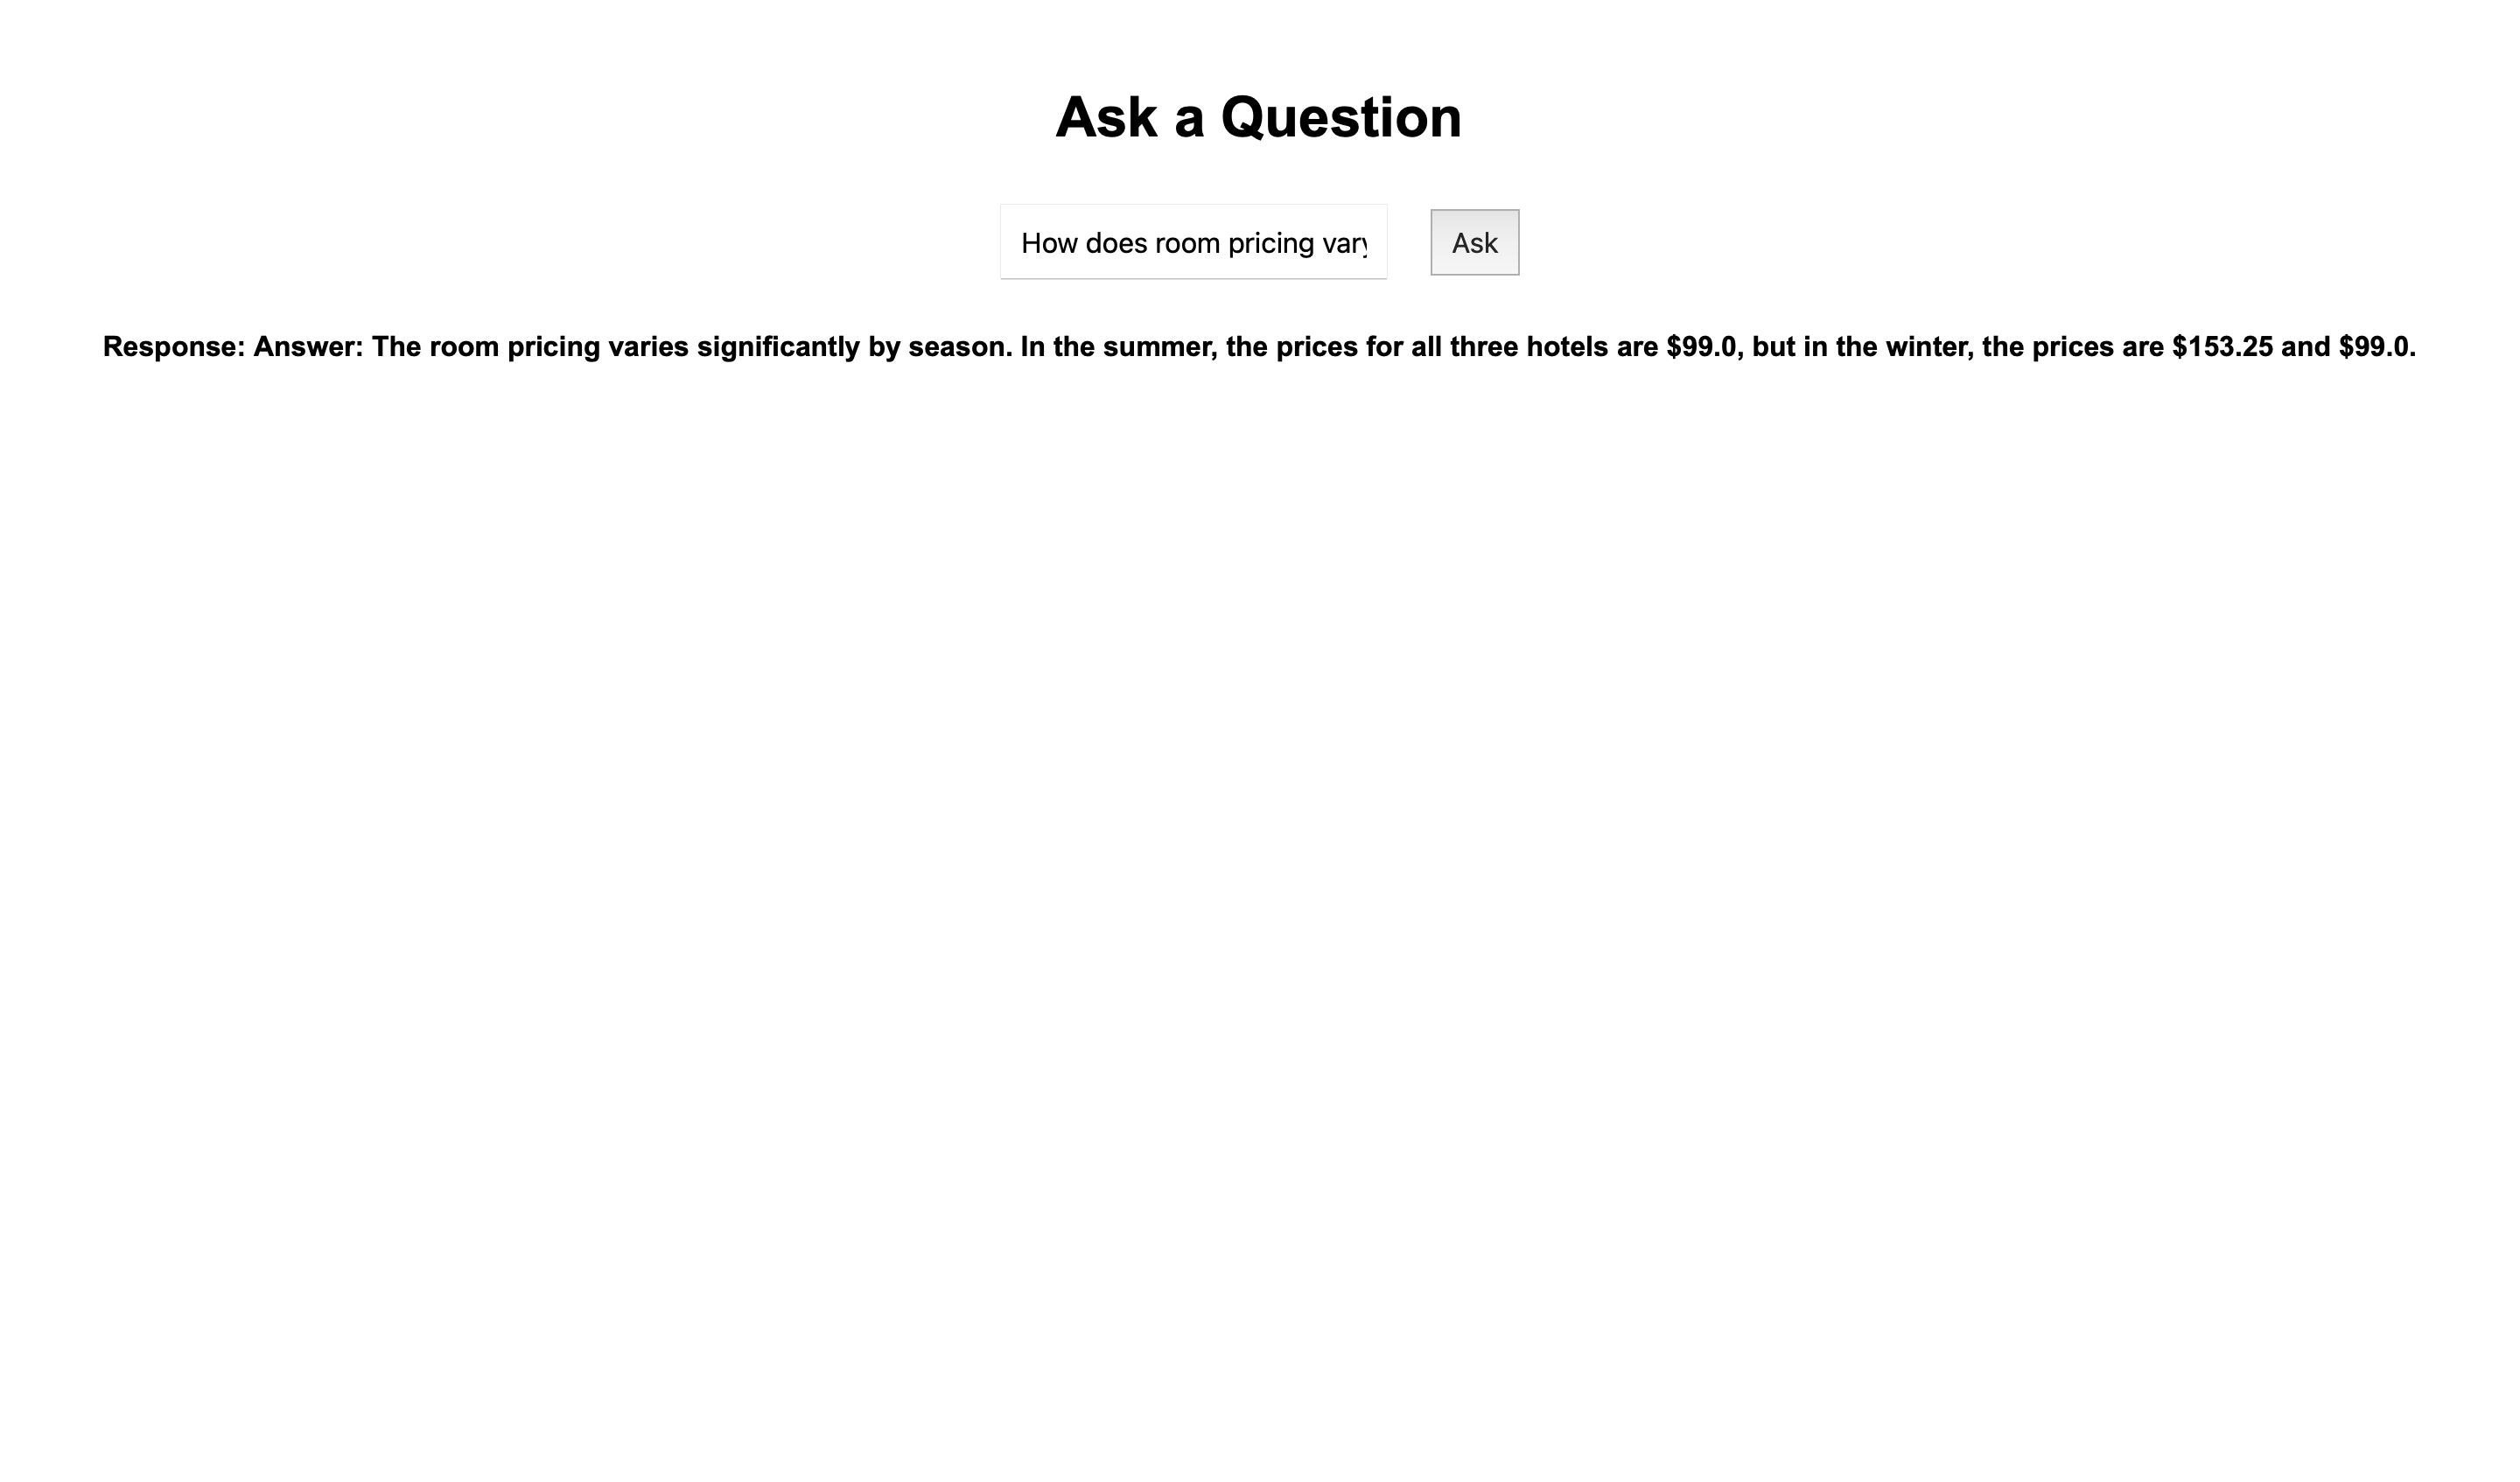 Ask a Question
How does room pricing vary
Ask
Response: Answer: The room pricing varies significantly by season. In the summer, the prices for all three hotels are $99.0, but in the winter, the prices are $153.25 and $99.0.